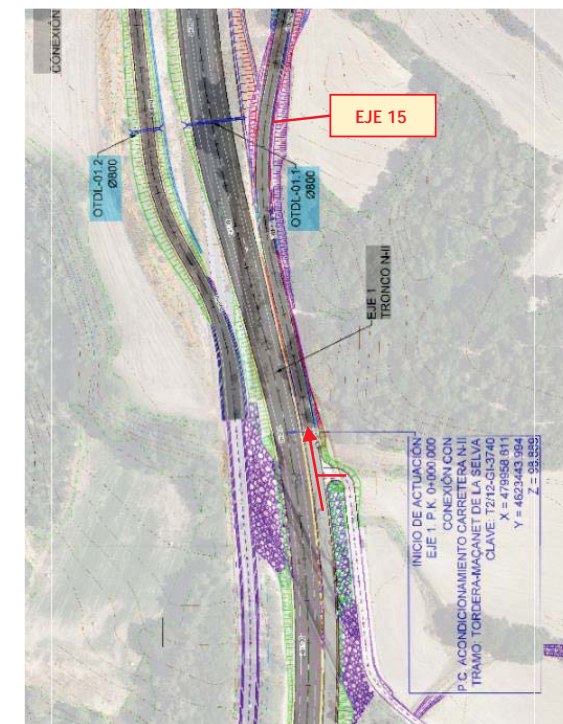 CONEXIÓN
EJE 15
OTDL-01.2
Ø800
OTDL-01.1
Ø800
EJE 1
TRONCO N-II
INICIO DE ACTUACIÓN
EJE 1. P.K. 0+000.000
CONEXIÓN CON
P.C. ACONDICIONAMIENTO CARRETERA N-II
TRAMO: TORDERA-MAÇANET DE LA SELVA
CLAVE: T2/12-GI-3740
X = 479958.611
Y = 4623443.994